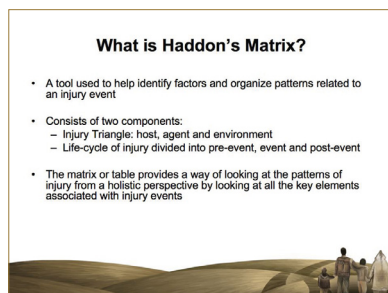 What is Haddon's Matrix?
• A tool used to help identify factors and organize patterns related to
an injury event
• Consists of two components:
– Injury Triangle: host, agent and environment
– Life-cycle of injury divided into pre-event, event and post-event
• The matrix or table provides a way of looking at the patterns of
injury from a holistic perspective by looking at all the key elements
associated with injury events